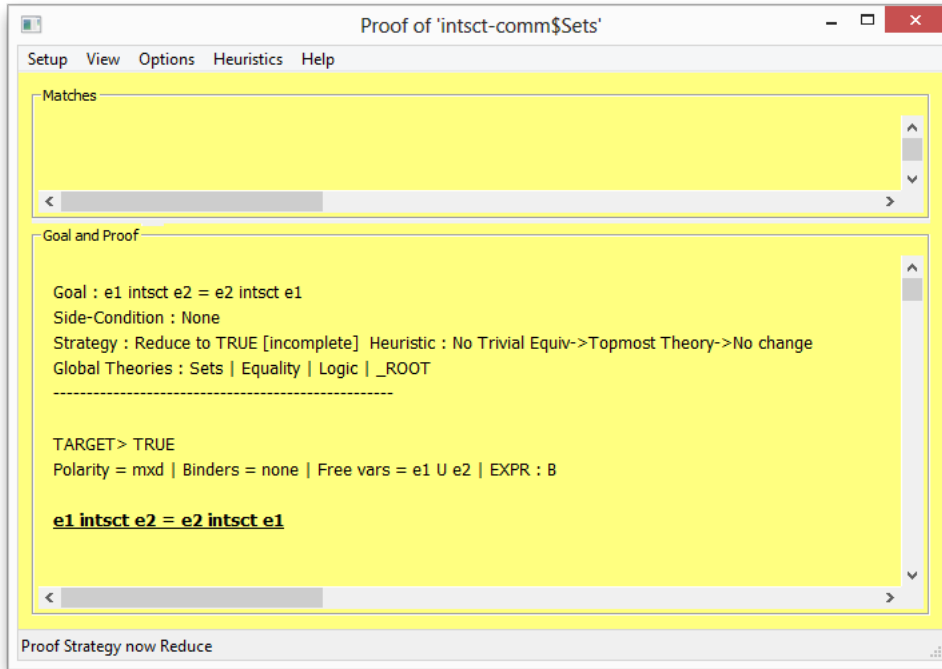 Proof of 'intsct-comm$Sets'
Setup View Options Heuristics Help
Matches
Goal and Proof
Goal : e1 intsct e2 = e2 intsct e1
Side-Condition : None
Strategy : Reduce to TRUE [incomplete] Heuristic : No Trivial Equiv->Topmost Theory->No change
Global Theories : Sets | Equality | Logic | _ROOT
---------------------------------------------------
TARGET> TRUE
Polarity = mxd | Binders = none | Free vars = e1 U e2 | EXPR : B
e1 intsct e2 = e2 intsct e1
Proof Strategy now Reduce